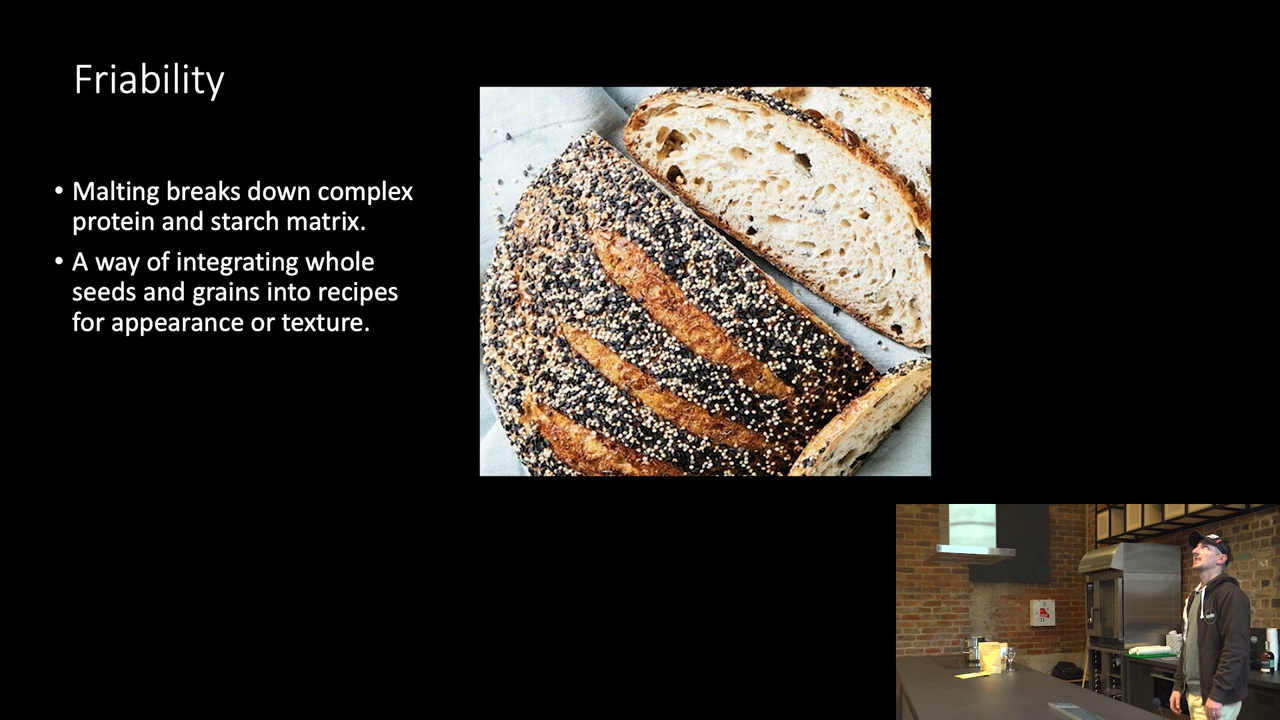 Friability
• Malting breaks down complex
protein and starch matrix.
• A way of integrating whole
seeds and grains into recipes
for appearance or texture.